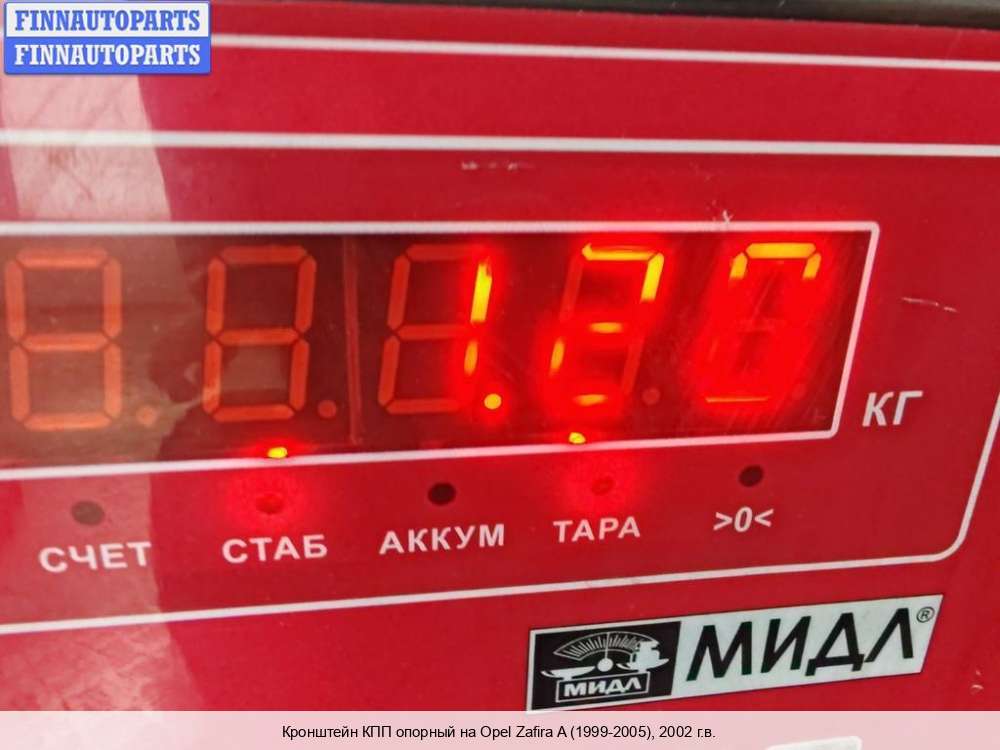 FINNAUTOPARTS
FINNAUTOPARTS
1.20
КГ
СЧЕТ СТАБ АККУМ ТАРА >0<
МИДЛ МИДЛ®
Кронштейн КПП опорный на Opel Zafira A (1999-2005), 2002 г.в.